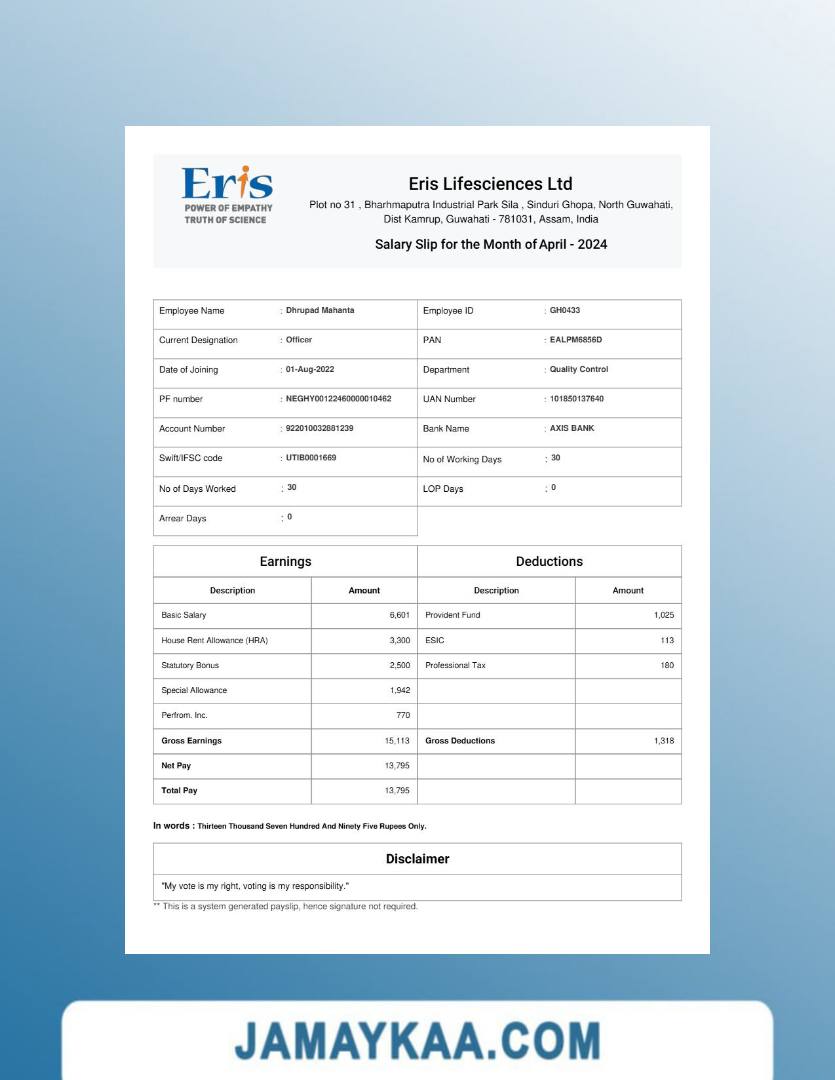 Eris
POWER OF EMPATHY
TRUTH OF SCIENCE
Eris Lifesciences Ltd
Plot no 31 , Bharhmaputra Industrial Park Sila , Sinduri Ghopa, North Guwahati,
Dist Kamrup, Guwahati - 781031, Assam, India
Salary Slip for the Month of April - 2024
Employee Name : Dhrupad Mahanta Employee ID : GH0433
Current Designation : Officer PAN : EALPM6856D
Date of Joining : 01-Aug-2022 Department : Quality Control
PF number : NEGHY00122460000010462 UAN Number : 101850137640
Account Number : 922010032881239 Bank Name : AXIS BANK
Swift/IFSC code : UTIB0001669 No of Working Days : 30
No of Days Worked : 30 LOP Days : 0
Arrear Days : 0
Earnings Deductions
Description Amount Description Amount
Basic Salary 6,601 Provident Fund 1,025
House Rent Allowance (HRA) 3,300 ESIC 113
Statutory Bonus 2,500 Professional Tax 180
Special Allowance 1,942
Perfrom. Inc. 770
Gross Earnings 15,113 Gross Deductions 1,318
Net Pay 13,795
Total Pay 13,795
In words : Thirteen Thousand Seven Hundred And Ninety Five Rupees Only.
Disclaimer
"My vote is my right, voting is my responsibility."
** This is a system generated payslip, hence signature not required.
JAMAYKAA.COM